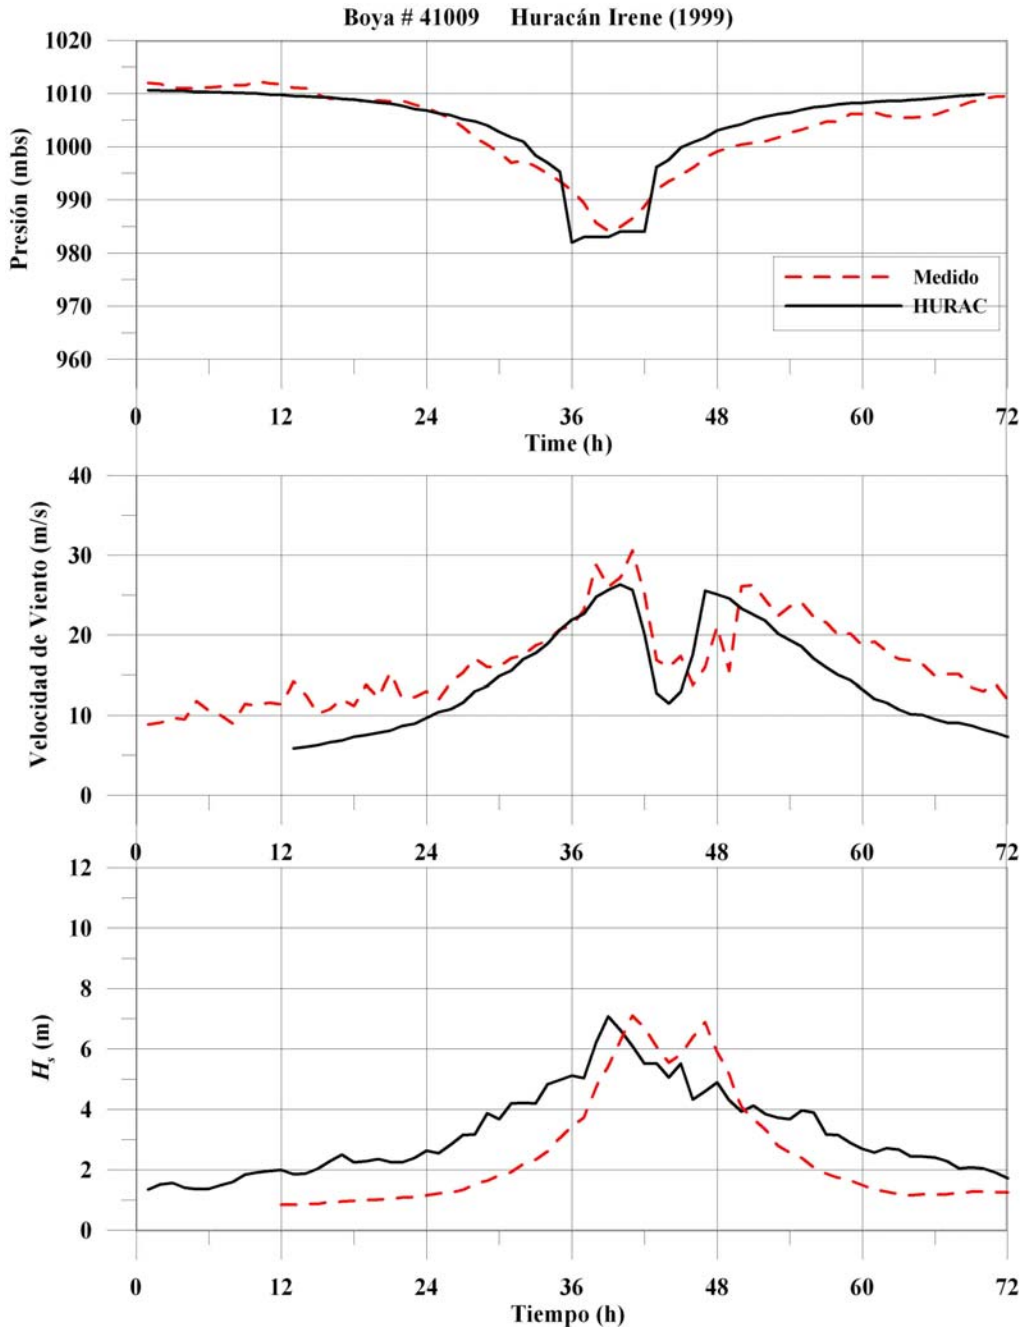 Boya # 41009 Huracán Irene (1999)
1020
1010
1000
990
980
970
960
Presión (mbs)
Medido
HURAC
0 12 24 36 48 60 72
Time (h)
40
30
20
10
0
Velocidad de Viento (m/s)
0 12 24 36 48 60 72
12
10
8
6
4
2
0
Hs (m)
0 12 24 36 48 60 72
Tiempo (h)